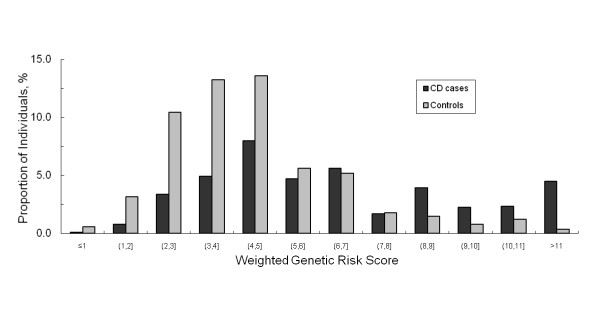 15.0
10.0
5.0
0.0
Proportion of Individuals, %
CD cases
Controls
≤1 (1,2] (2,3] (3,4] (4,5] (5,6] (6,7] (7,8] (8,9] (9,10] (10,11] >11
Weighted Genetic Risk Score